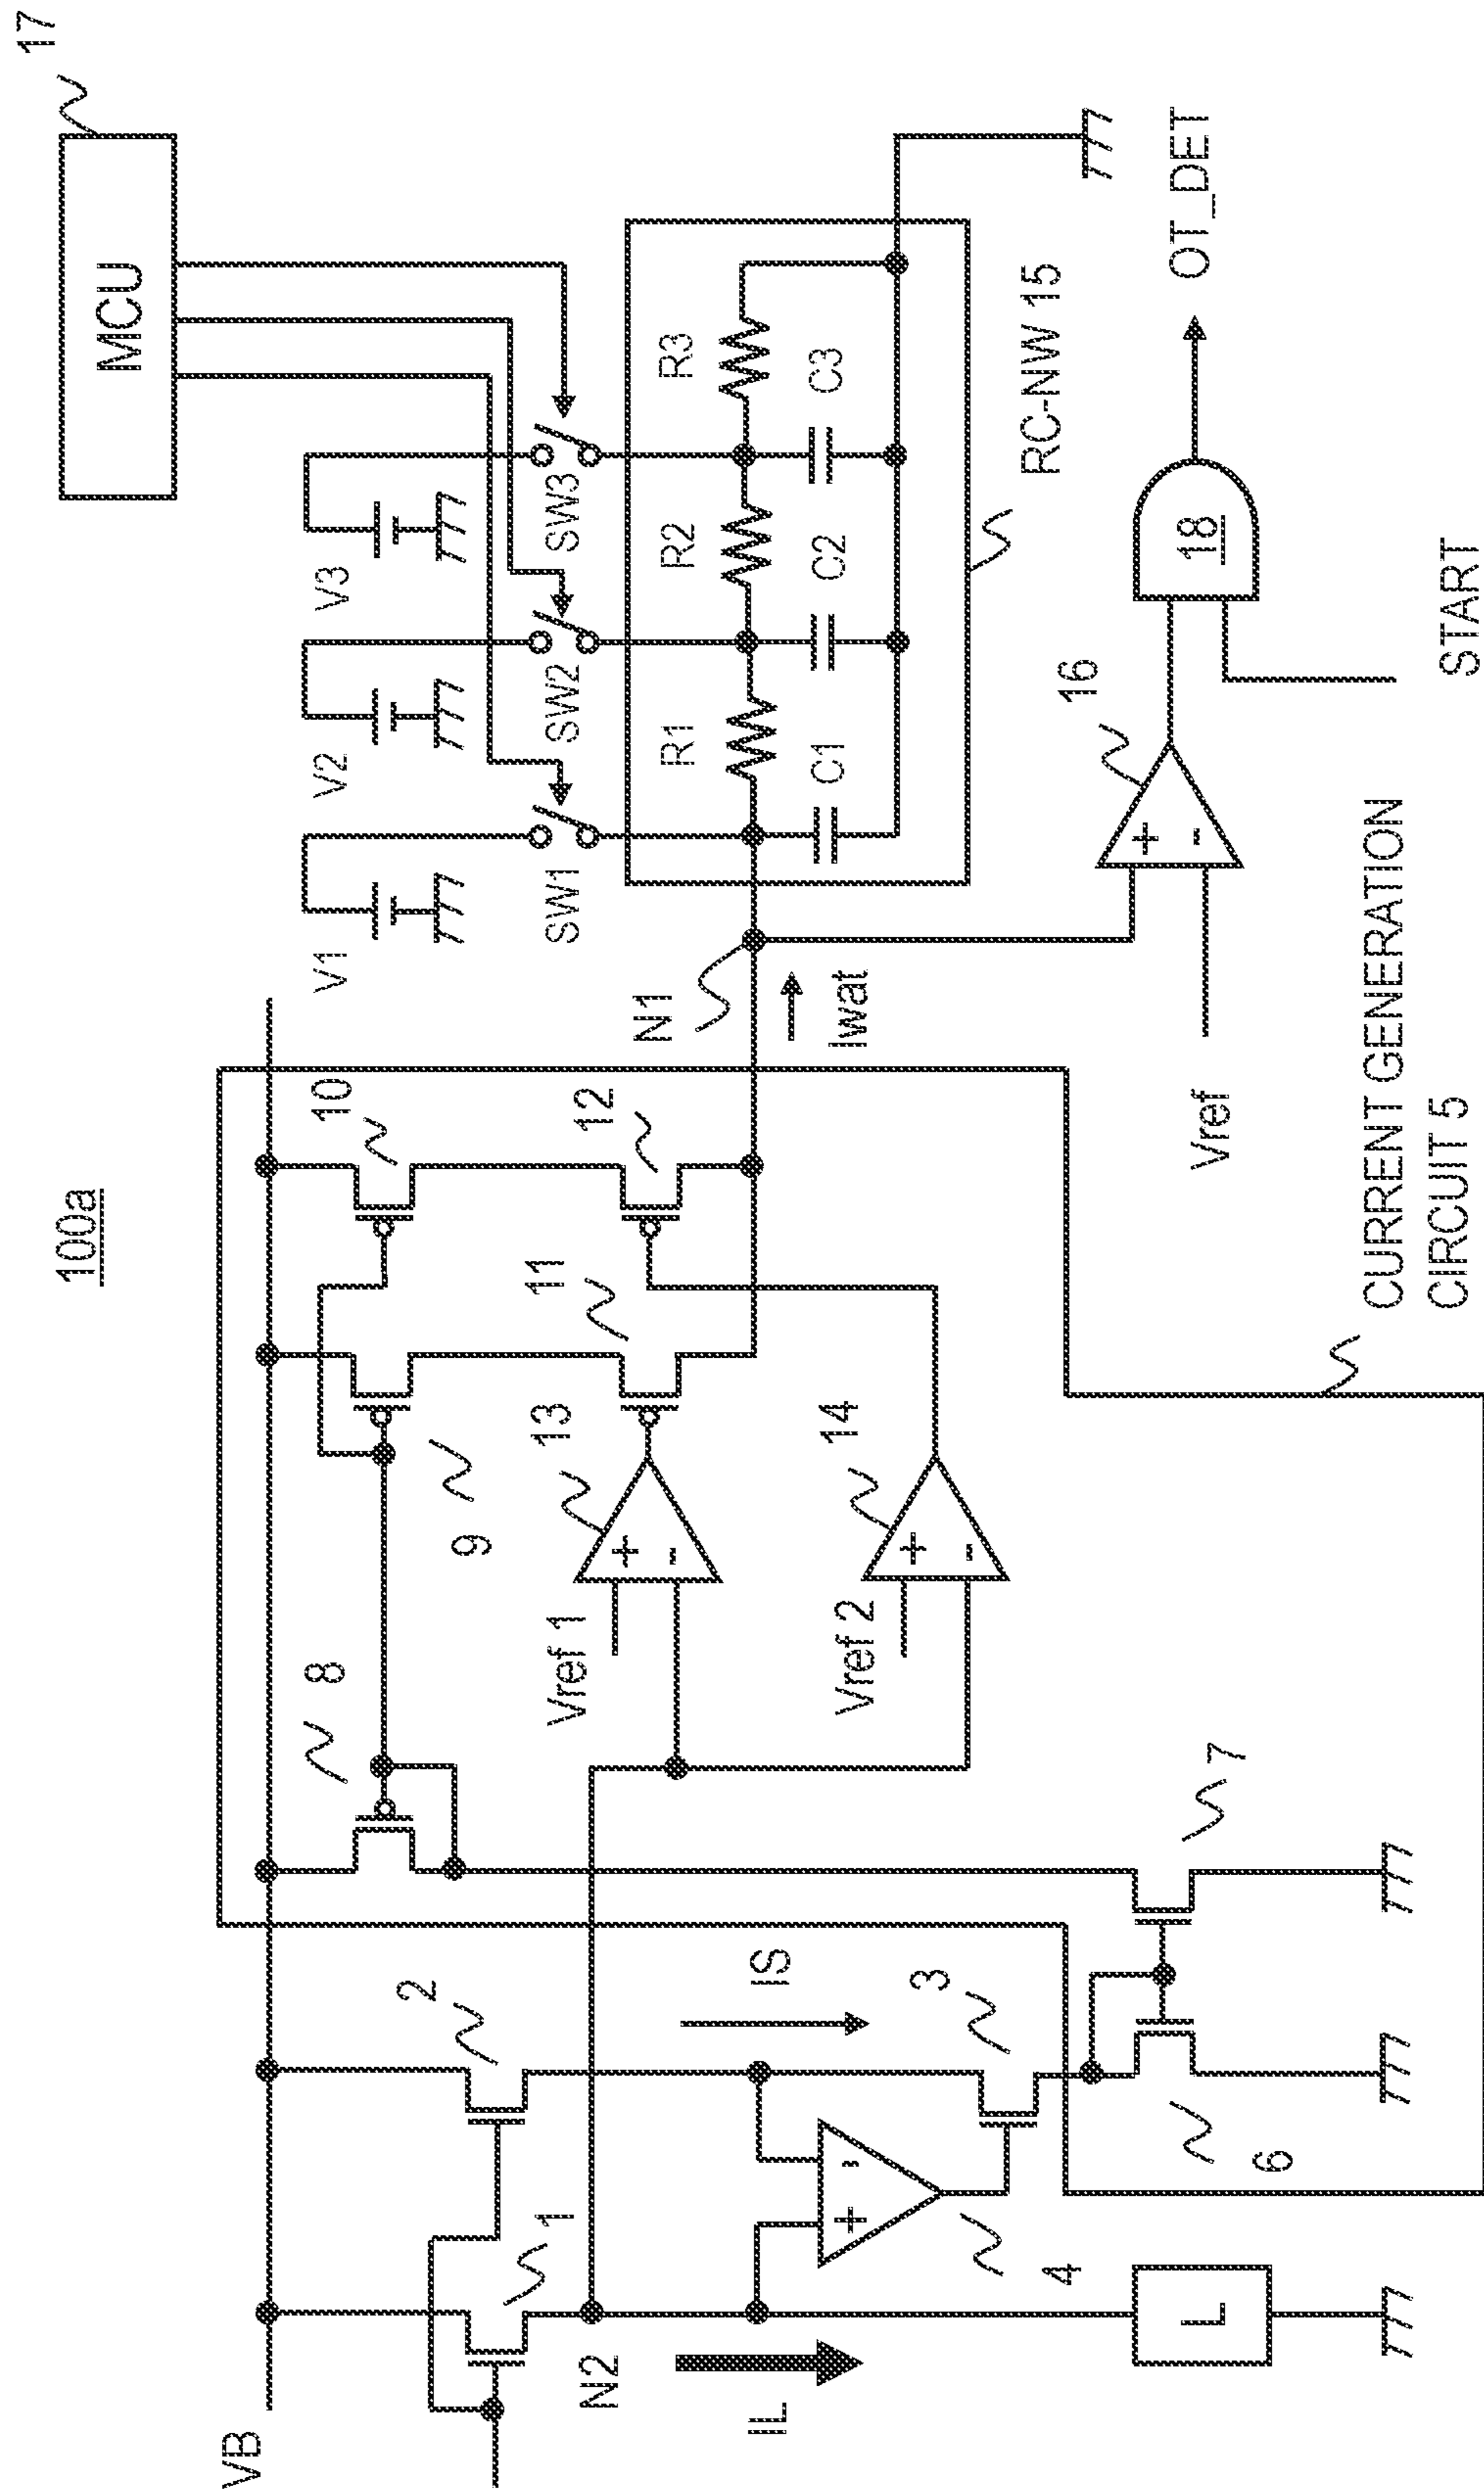 100a
17
MCU
VB
V1
V2
V3
SW1
SW2
SW3
R1
R2
R3
C1
C2
C3
RC-NW 15
N1
Iwat
10
12
11
9
8
13
14
+
-
Vref 1
+
-
Vref 2
2
1
N2
IL
IS
3
+
-
4
L
6
7
CURRENT GENERATION
CIRCUIT 5
16
+
-
Vref
18
START
OT_DET